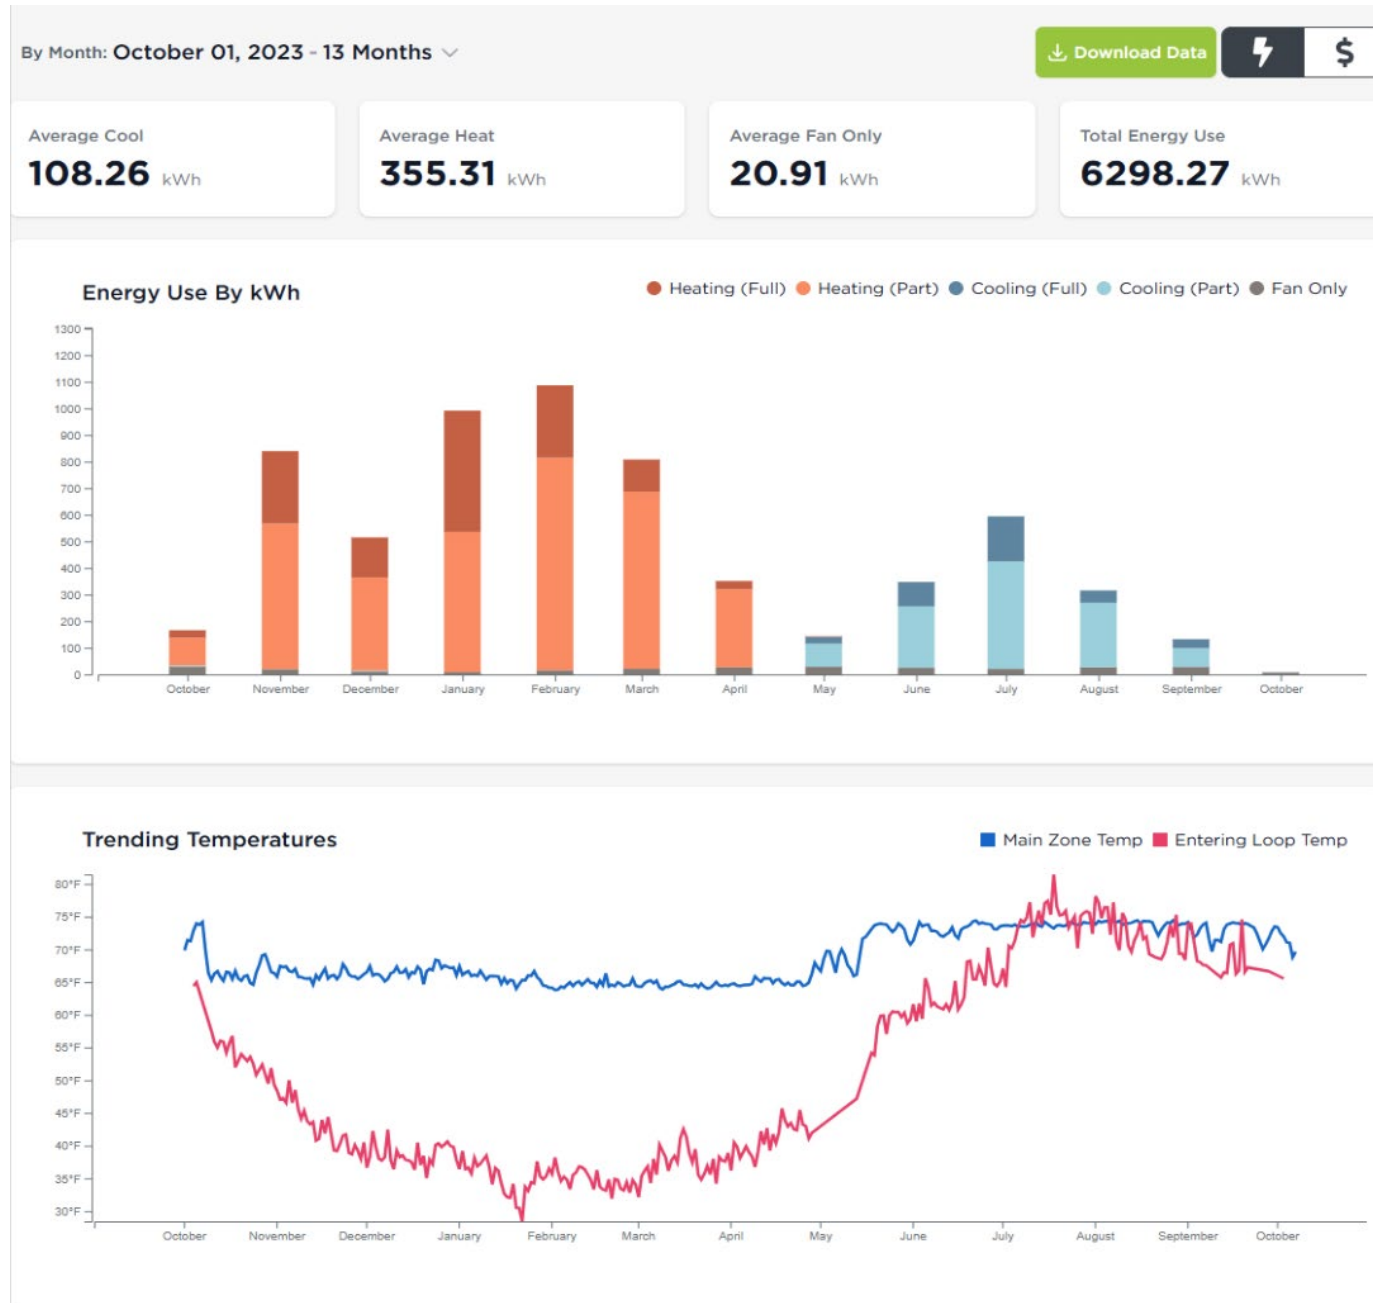 By Month: October 01, 2023 - 13 Months
Download Data
$
Average Cool
108.26 kWh
Average Heat
355.31 kWh
Average Fan Only
20.91 kWh
Total Energy Use
6298.27 kWh
Energy Use By kWh
Heating (Full) Heating (Part) Cooling (Full) Cooling (Part) Fan Only
1300
1200
1100
1000
900
800
700
600
500
400
300
200
100
0
October November December January February March April May June July August September October
Trending Temperatures
Main Zone Temp Entering Loop Temp
80°F
75°F
70°F
65°F
60°F
55°F
50°F
45°F
40°F
35°F
30°F
October November December January February March April May June July August September October